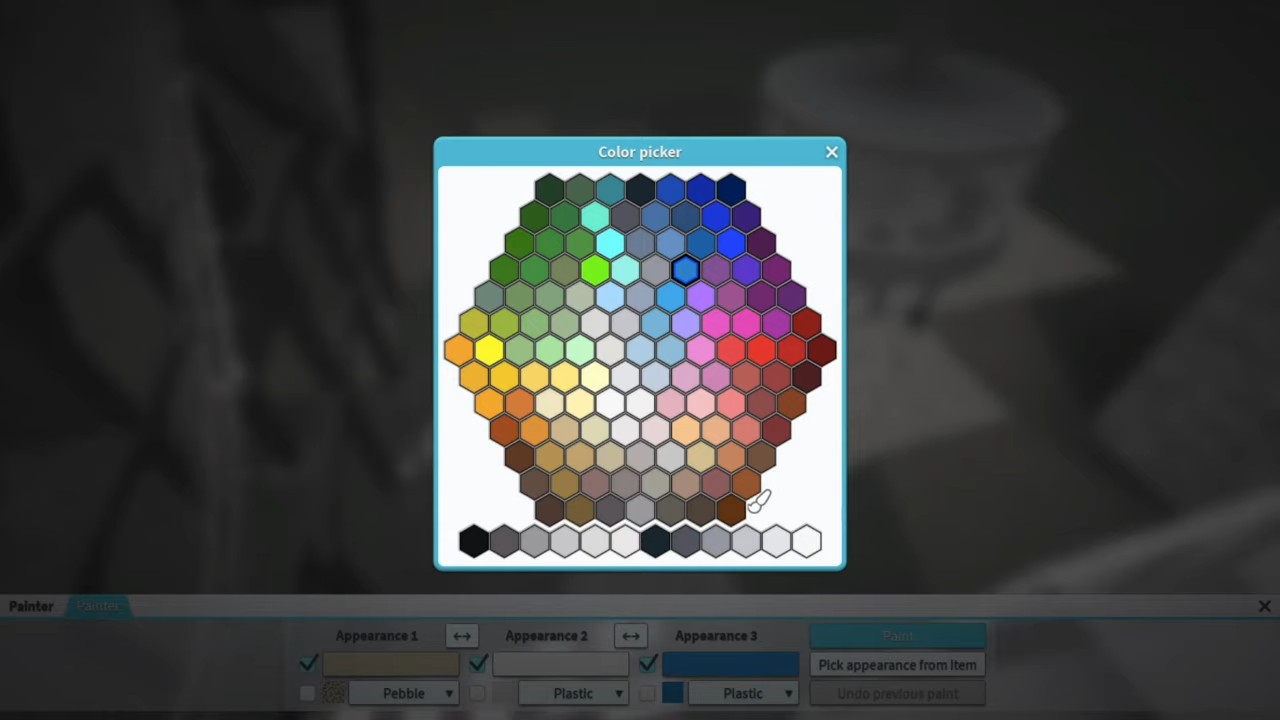 Color picker
Painter Painter
Appearance 1 Appearance 2 Appearance 3 Paint
Pick appearance from item
Pebble Plastic Plastic Undo previous paint